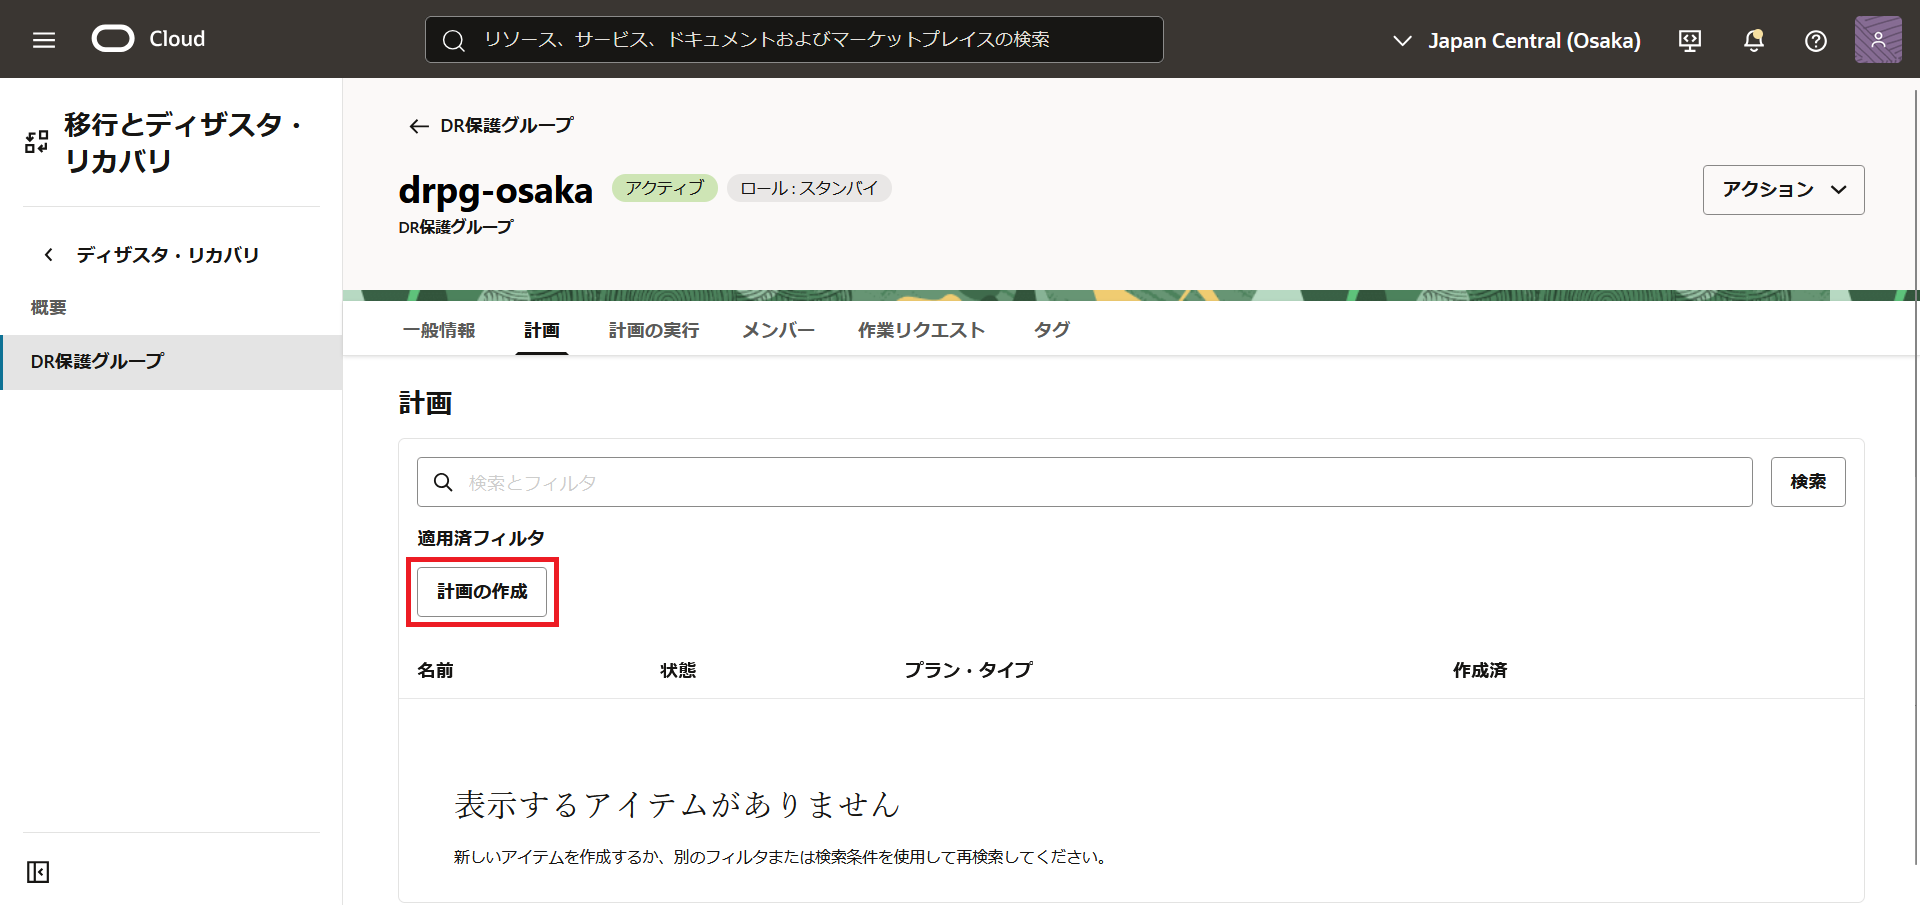 Cloud
リソース、サービス、ドキュメントおよびマーケットプレイスの検索
Japan Central (Osaka)
移行とディザスタ・
リカバリ
ディザスタ・リカバリ
概要
DR保護グループ
DR保護グループ
drpg-osaka
アクティブ
ロール : スタンバイ
DR保護グループ
アクション
一般情報
計画
計画の実行
メンバー
作業リクエスト
タグ
計画
検索とフィルタ
検索
適用済フィルタ
計画の作成
名前
状態
プラン・タイプ
作成済
表示するアイテムがありません
新しいアイテムを作成するか、別のフィルタまたは検索条件を使用して再検索してください。